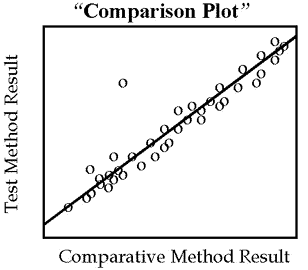 “Comparison Plot”
Test Method Result
Comparative Method Result